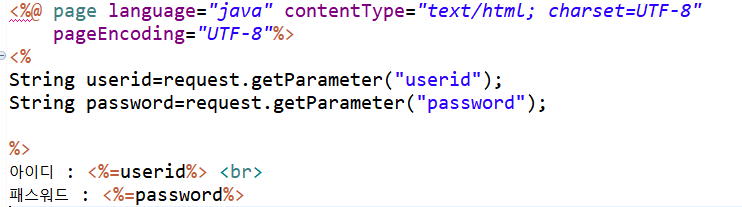 <%@ page language="java" contentType="text/html; charset=UTF-8"
    pageEncoding="UTF-8"%>
<%
String userid=request.getParameter("userid");
String password=request.getParameter("password");
%>
아이디 : <%=userid%> <br>
패스워드 : <%=password%>